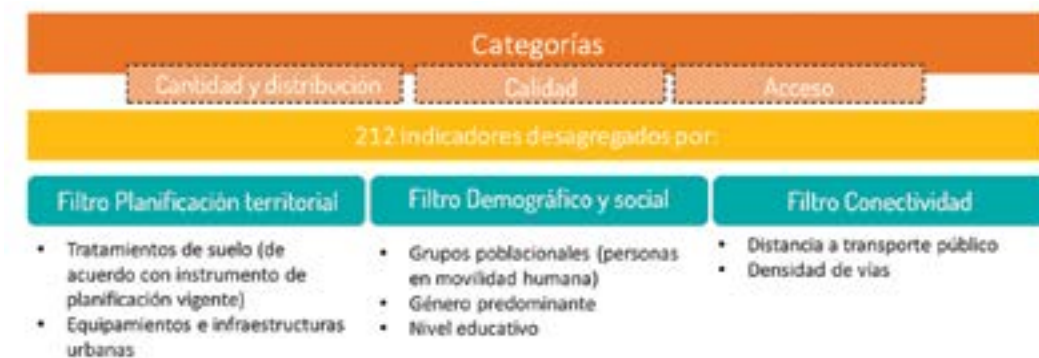 Categorías
Cantidad y distribución
Calidad
Acceso
212 indicadores desagregados por:
Filtro Planificación territorial
• Tratamientos de suelo (de
acuerdo con instrumento de
planificación vigente)
• Equipamientos e infraestructuras
urbanas
Filtro Demográfico y social
• Grupos poblacionales (personas
en movilidad humana)
• Género predominante
• Nivel educativo
Filtro Conectividad
• Distancia a transporte público
• Densidad de vías